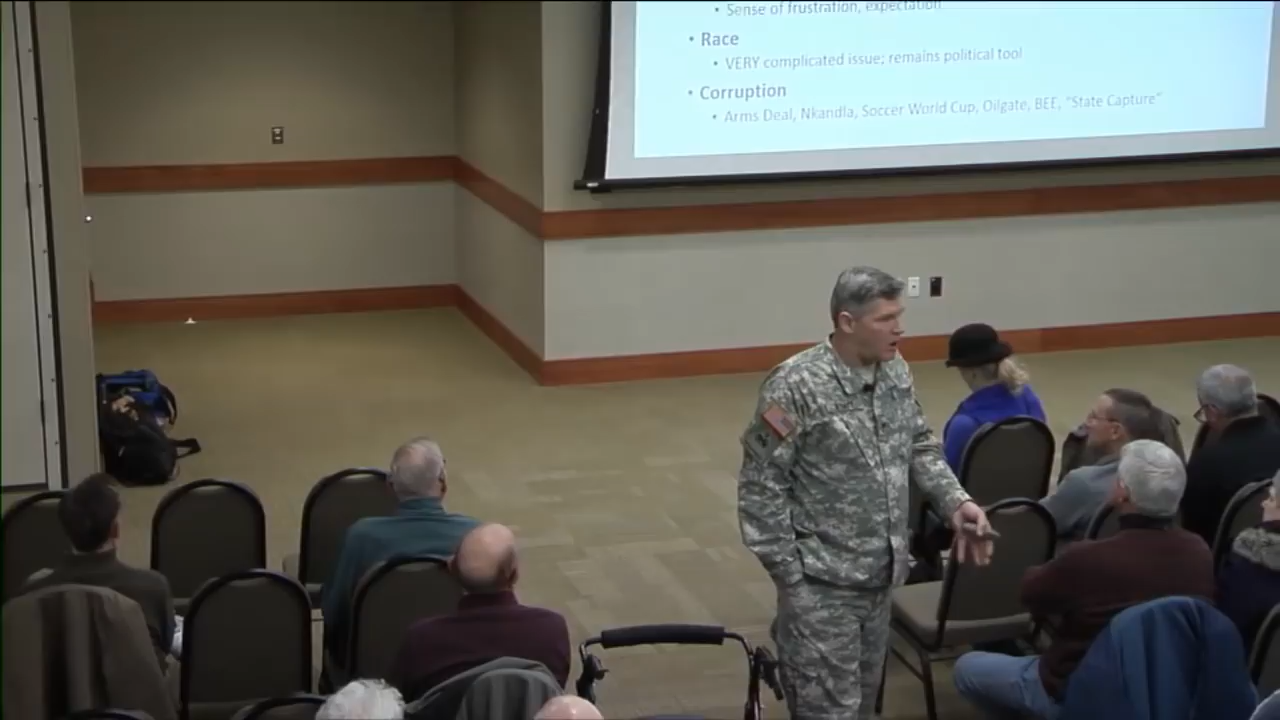 • Sense of frustration, expectation
• Race
• VERY complicated issue; remains political tool
• Corruption
• Arms Deal, Nkandla, Soccer World Cup, Oilgate, BEE, "State Capture"